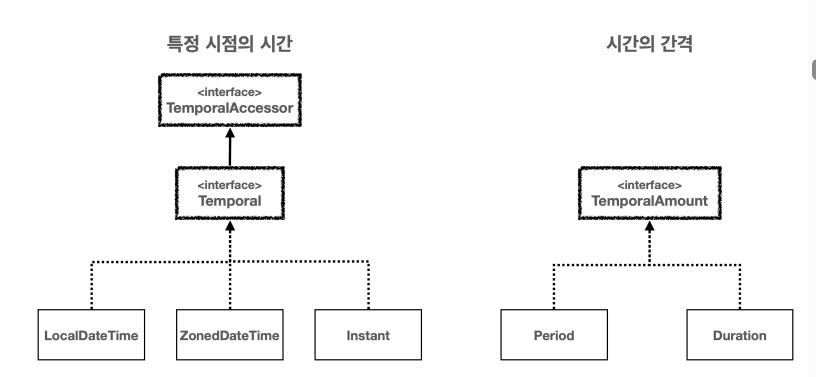 특정 시점의 시간
시간의 간격
<interface>
TemporalAccessor
<interface>
Temporal
<interface>
TemporalAmount
LocalDateTime
ZonedDateTime
Instant
Period
Duration